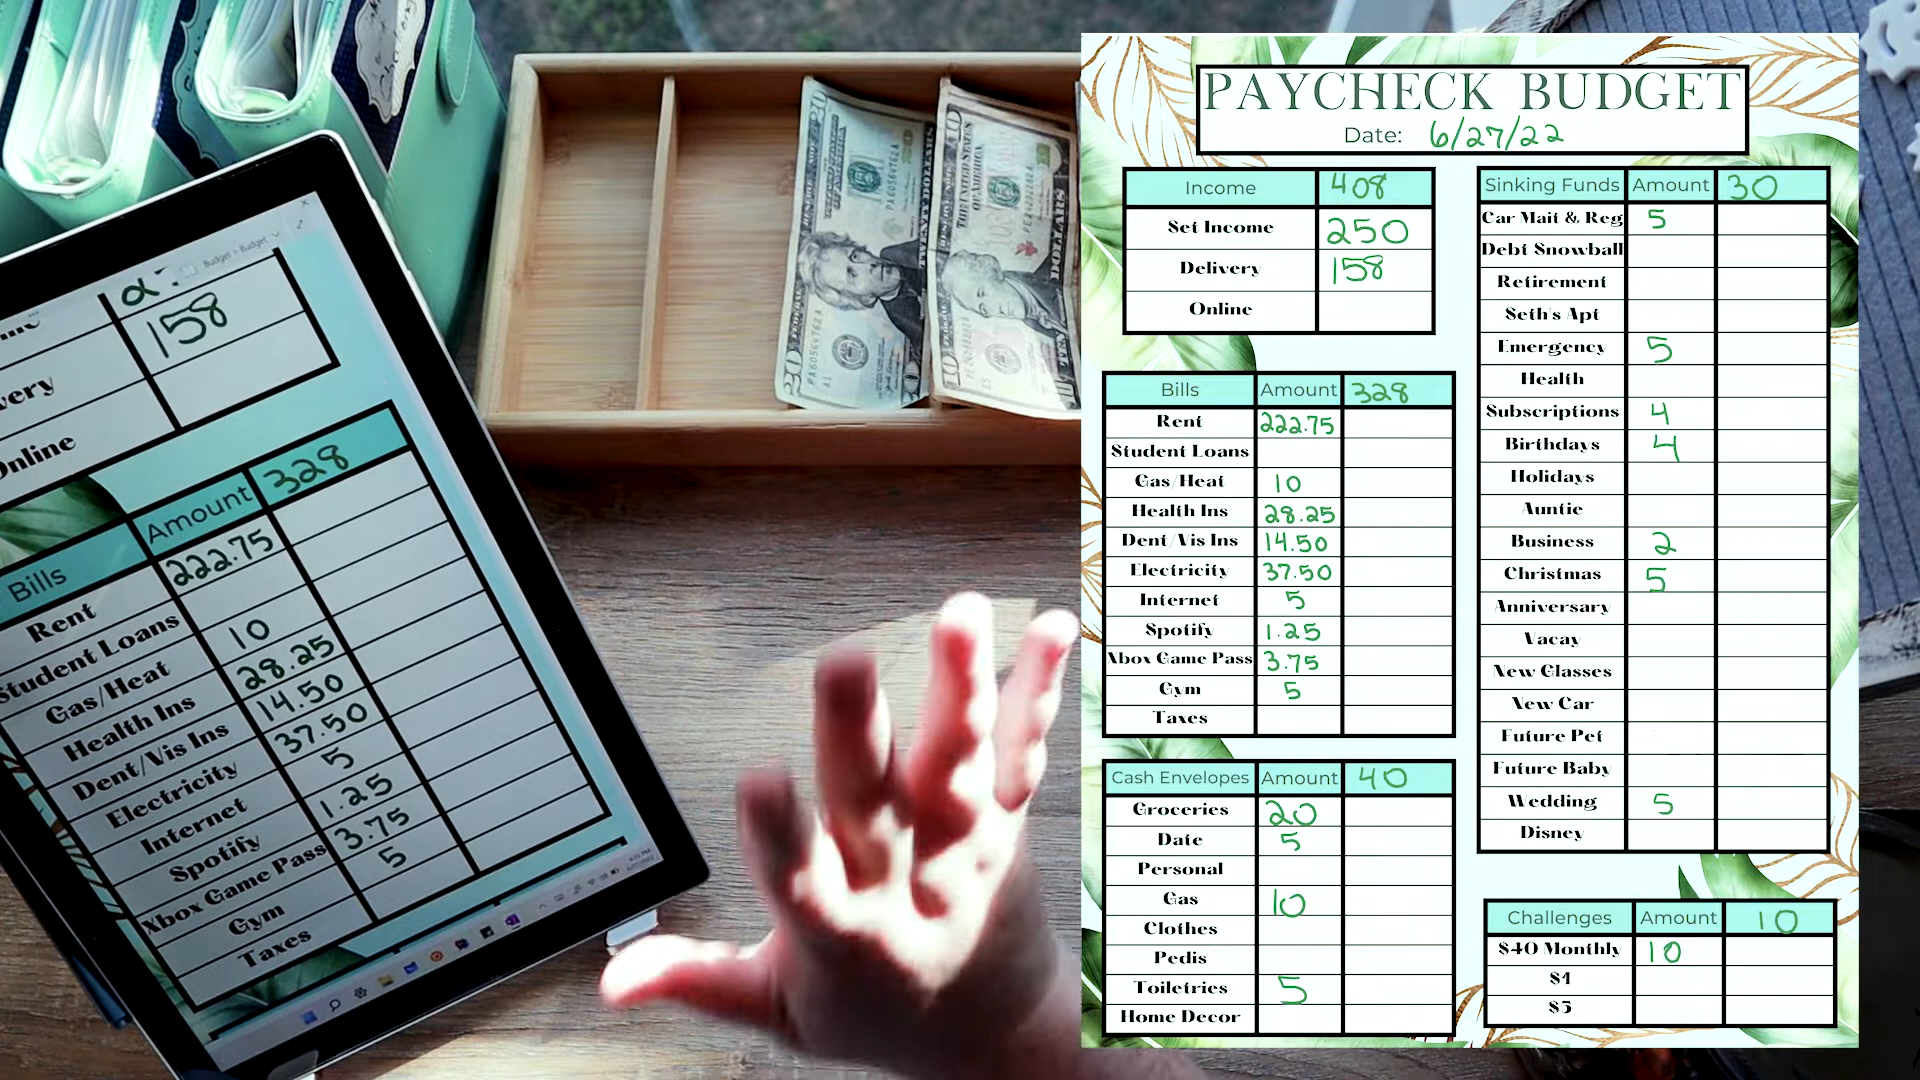 Budget > Budget
158
Online
Bills Amount 328
Rent 222.75
Student Loans
Gas/Heat 10
Health Ins 28.25
Dent/Vis Ins 14.50
Electricity 37.50
Internet 5
Spotify 1.25
Xbox Game Pass 3.75
Gym 5
Taxes
20
TWENTY DOLLARS
10
PAYCHECK BUDGET
Date: 6/27/22
Income 408
Set Income 250
Delivery 158
Online
Bills Amount 328
Rent 222.75
Student Loans
Gas/Heat 10
Health Ins 28.25
Dent/Vis Ins 14.50
Electricity 37.50
Internet 5
Spotify 1.25
Xbox Game Pass 3.75
Gym 5
Taxes
Cash Envelopes Amount 40
Groceries 20
Date 5
Personal
Gas 10
Clothes
Pedis
Toiletries 5
Home Decor
Sinking Funds Amount 30
Car Mait & Reg 5
Debt Snowball
Retirement
Seth's Apt
Emergency 5
Health
Subscriptions 4
Birthdays 4
Holidays
Auntie
Business 2
Christmas 5
Anniversary
Vacay
New Glasses
New Car
Future Pet
Future Baby
Wedding 5
Disney
Challenges Amount 10
$40 Monthly 10
$1
$5